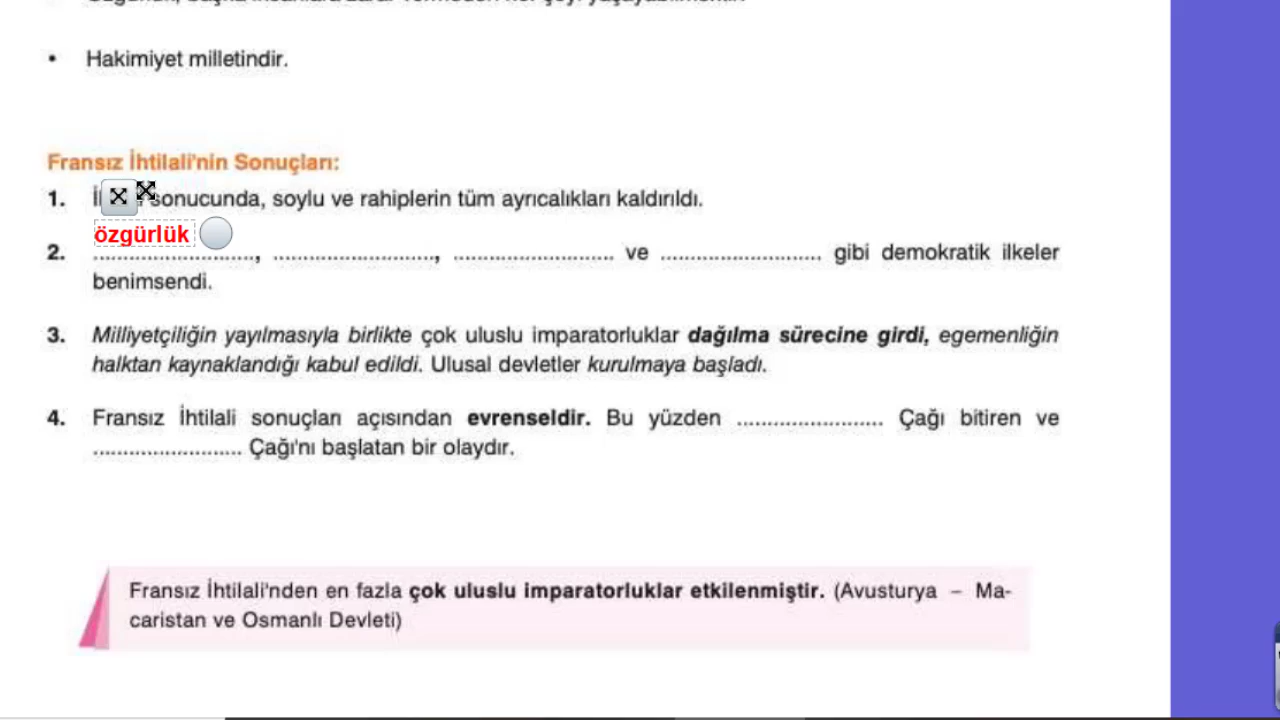 • Hakimiyet milletindir.
Fransız İhtilali'nin Sonuçları:
1. sonucunda, soylu ve rahiplerin tüm ayrıcalıkları kaldırıldı.
özgürlük
2. ..........................., ..........................., ........................... ve ........................... gibi demokratik ilkeler
benimsendi.
3. Milliyetçiliğin yayılmasıyla birlikte çok uluslu imparatorluklar dağılma sürecine girdi, egemenliğin
halktan kaynaklandığı kabul edildi. Ulusal devletler kurulmaya başladı.
4. Fransız İhtilali sonuçları açısından evrenseldir. Bu yüzden ........................ Çağı bitiren ve
......................... Çağı'nı başlatan bir olaydır.
Fransız İhtilali'nden en fazla çok uluslu imparatorluklar etkilenmiştir. (Avusturya – Ma-
caristan ve Osmanlı Devleti)